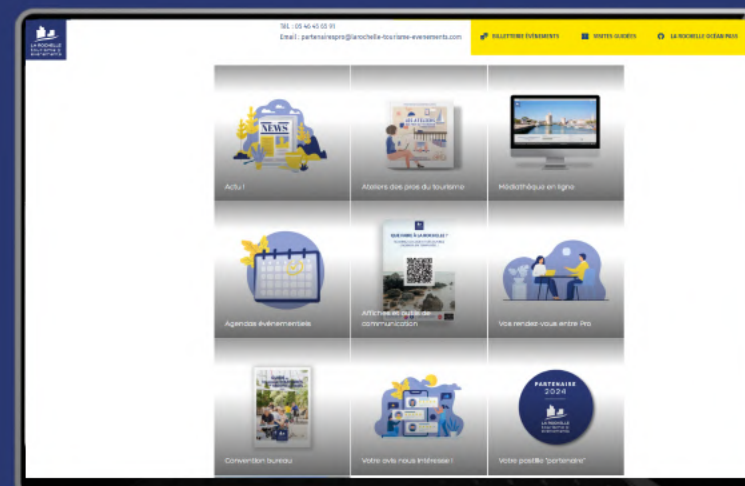 LA ROCHELLE
tourisme &
événements
Tél. : 05 46 45 05 91
Email : partenairespro@larochelle-tourisme-evenements.com
BILLETTERIE ÉVÉNEMENTS
VISITES GUIDÉES
LA ROCHELLE OCÉAN PASS
NEWS
LES ATELIERS
Actu !
Ateliers des pros du tourisme
Médiathèque en ligne
QUE FAIRE À LA ROCHELLE ?
Agendas événementiels
Affiches et outils de
communication
Vos rendez-vous entre Pro
PARTENAIRE
2024
LA ROCHELLE
tourisme &
événements
Convention bureau
Votre avis nous intéresse !
Votre pastille "partenaire"